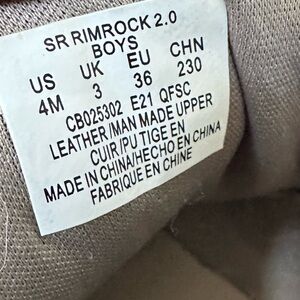 SR RIMROCK 2.0
BOYS
US UK EU CHN
4M 3 36 230
CB025302 E21 QFSC
LEATHER/MAN MADE UPPER
CUIR/PU TIGE EN
MADE IN CHINA/HECHO EN CHINA
FABRIQUE EN CHINE